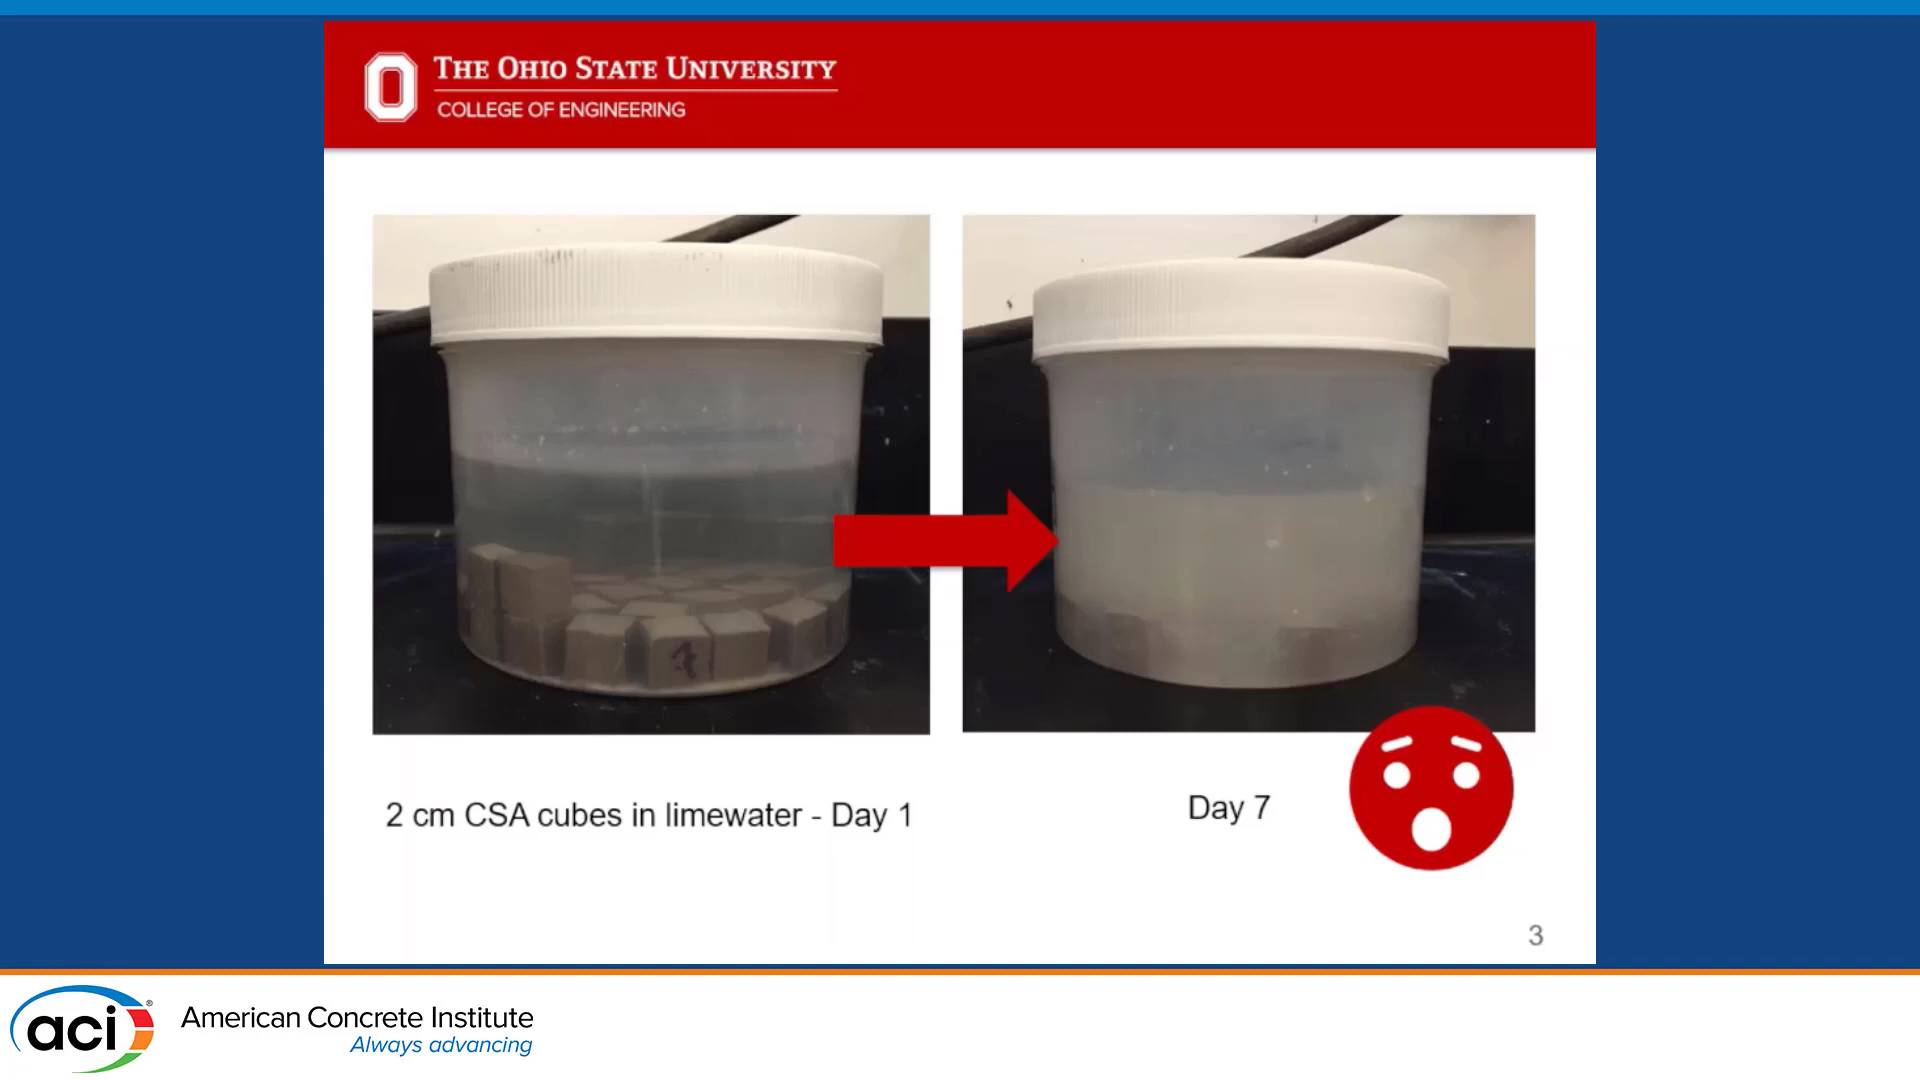 THE OHIO STATE UNIVERSITY
COLLEGE OF ENGINEERING
2 cm CSA cubes in limewater - Day 1
Day 7
3
aci®
American Concrete Institute
Always advancing